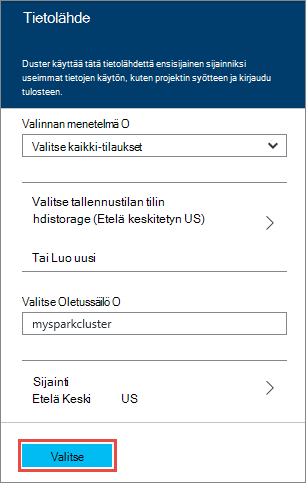 Tietolähde
Duster käyttää tätä tietolähdettä ensisijainen sijainniksi
useimmat tietojen käytön, kuten projektin syötteen ja kirjaudu
tulosteen.
Valinnan menetelmä O
Valitse kaikki-tilaukset
Valitse tallennustilan tilin
hdistorage (Etelä keskitetyn US)
Tai Luo uusi
Valitse Oletussäilö O
mysparkcluster
Sijainti
Etelä Keski US
Valitse